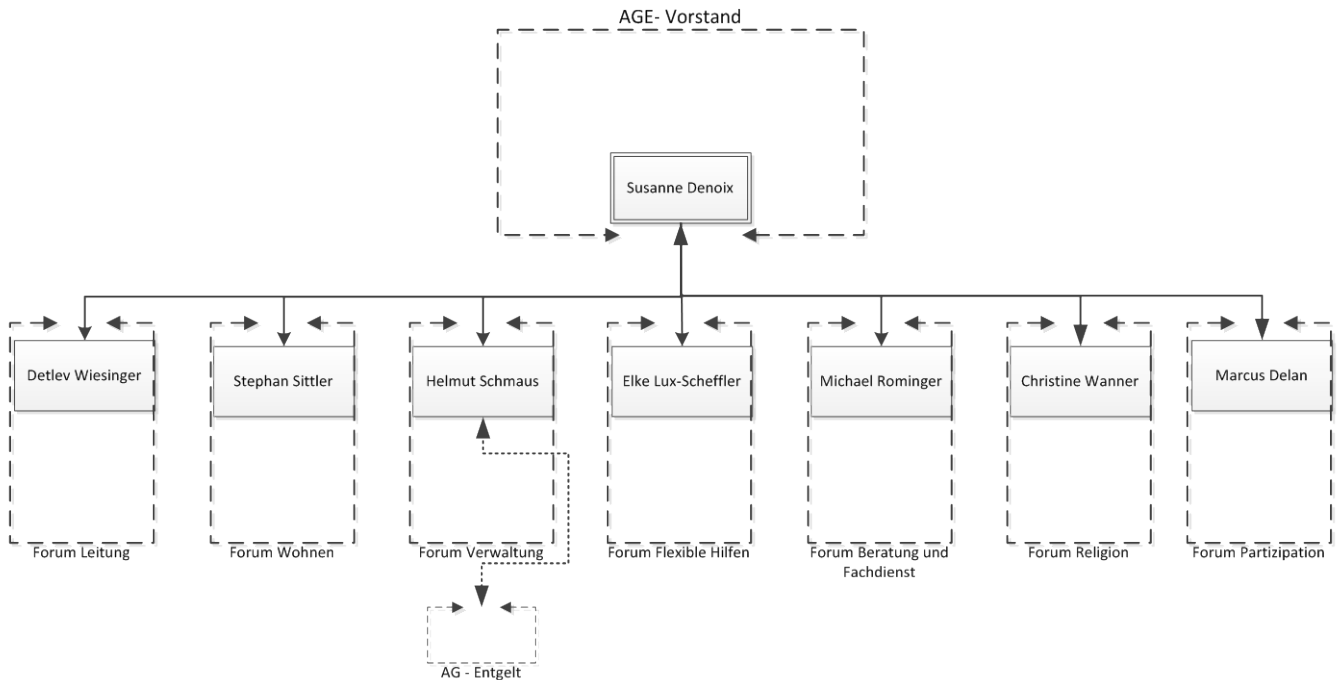 AGE- Vorstand
Susanne Denoix
Detlev Wiesinger
Stephan Sittler
Helmut Schmaus
Elke Lux-Scheffler
Michael Rominger
Christine Wanner
Marcus Delan
Forum Leitung
Forum Wohnen
Forum Verwaltung
Forum Flexible Hilfen
Forum Beratung und
Fachdienst
Forum Religion
Forum Partizipation
AG - Entgelt